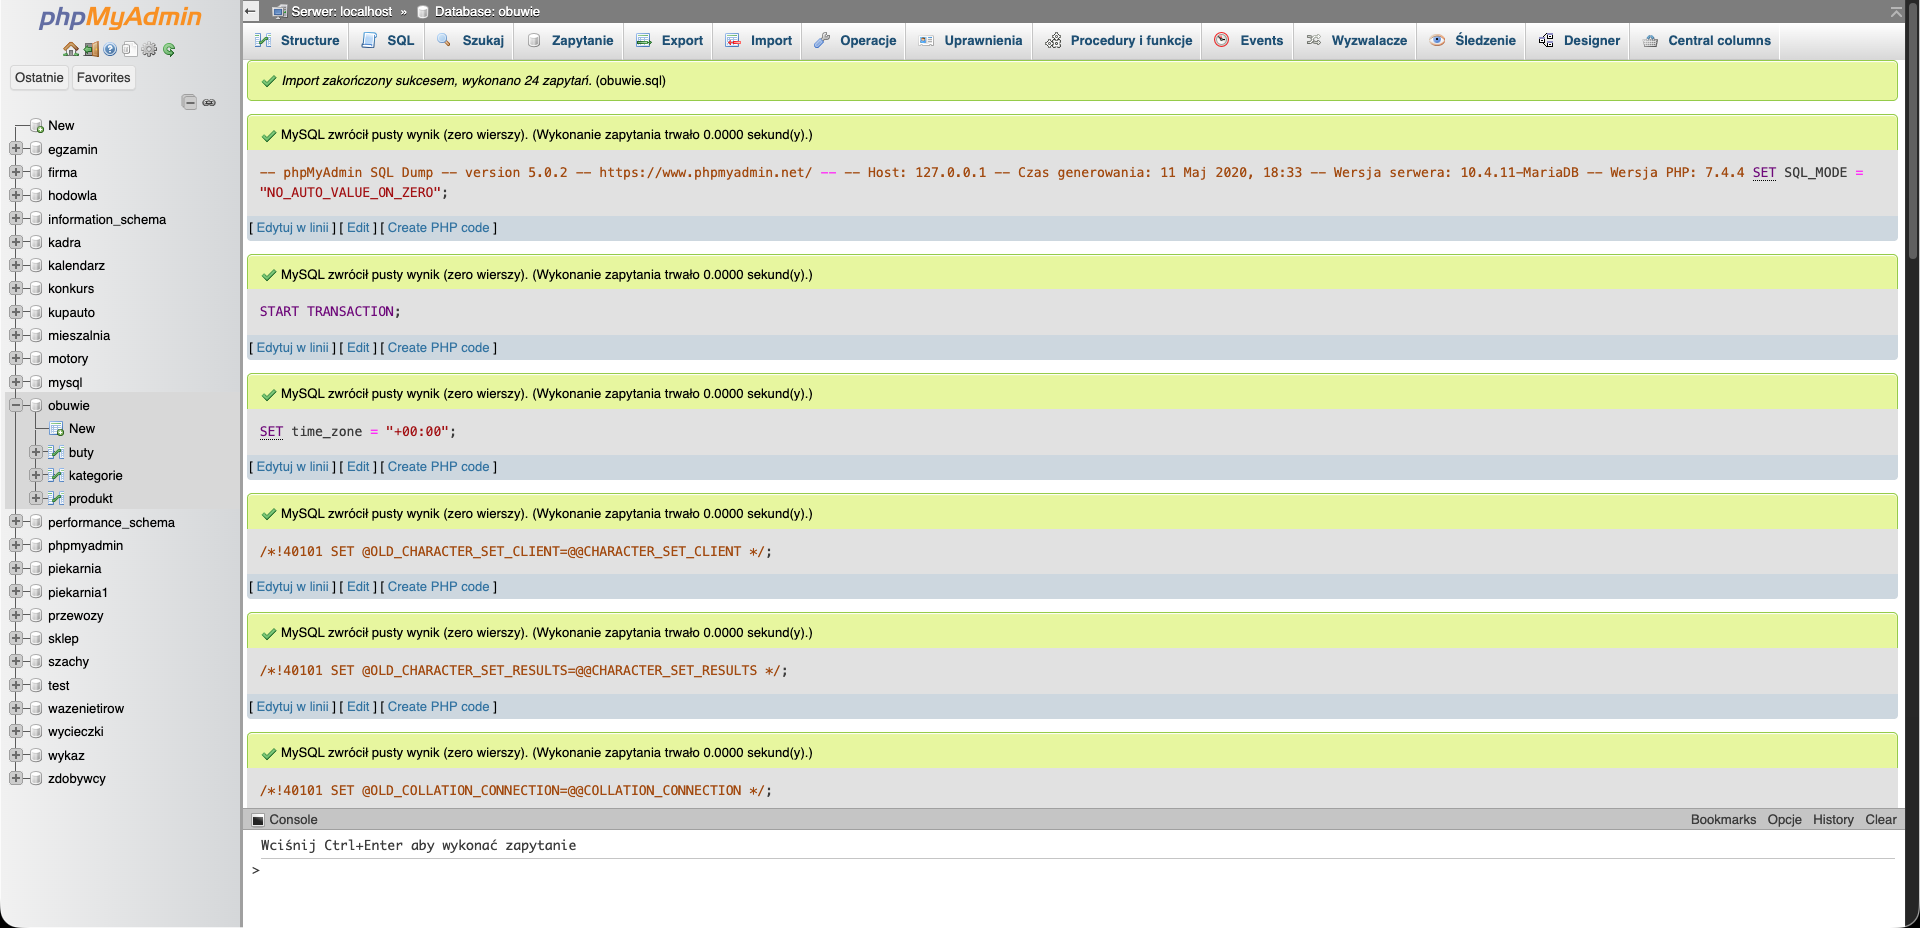 phpMyAdmin
Ostatnie Favorites
New
egzamin
firma
hodowla
information_schema
kadra
kalendarz
konkurs
kupauto
mieszalnia
motory
mysql
obuwie
New
buty
kategorie
produkt
performance_schema
phpmyadmin
piekarnia
piekarnia1
przewozy
sklep
szachy
test
wazenietirow
wycieczki
wykaz
zdobywcy
Serwer: localhost » Database: obuwie
Structure SQL Szukaj Zapytanie Export Import Operacje Uprawnienia Procedury i funkcje Events Wyzwalacze Śledzenie Designer Central columns
Import zakończony sukcesem, wykonano 24 zapytań. (obuwie.sql)
MySQL zwrócił pusty wynik (zero wierszy). (Wykonanie zapytania trwało 0.0000 sekund(y).)
-- phpMyAdmin SQL Dump -- version 5.0.2 -- https://www.phpmyadmin.net/ -- -- Host: 127.0.0.1 -- Czas generowania: 11 Maj 2020, 18:33 -- Wersja serwera: 10.4.11-MariaDB -- Wersja PHP: 7.4.4 SET SQL_MODE =
"NO_AUTO_VALUE_ON_ZERO";
[ Edytuj w linii ] [ Edit ] [ Create PHP code ]
MySQL zwrócił pusty wynik (zero wierszy). (Wykonanie zapytania trwało 0.0000 sekund(y).)
START TRANSACTION;
[ Edytuj w linii ] [ Edit ] [ Create PHP code ]
MySQL zwrócił pusty wynik (zero wierszy). (Wykonanie zapytania trwało 0.0000 sekund(y).)
SET time_zone = "+00:00";
[ Edytuj w linii ] [ Edit ] [ Create PHP code ]
MySQL zwrócił pusty wynik (zero wierszy). (Wykonanie zapytania trwało 0.0000 sekund(y).)
/*!40101 SET @OLD_CHARACTER_SET_CLIENT=@@CHARACTER_SET_CLIENT */;
[ Edytuj w linii ] [ Edit ] [ Create PHP code ]
MySQL zwrócił pusty wynik (zero wierszy). (Wykonanie zapytania trwało 0.0000 sekund(y).)
/*!40101 SET @OLD_CHARACTER_SET_RESULTS=@@CHARACTER_SET_RESULTS */;
[ Edytuj w linii ] [ Edit ] [ Create PHP code ]
MySQL zwrócił pusty wynik (zero wierszy). (Wykonanie zapytania trwało 0.0000 sekund(y).)
/*!40101 SET @OLD_COLLATION_CONNECTION=@@COLLATION_CONNECTION */;
Console Bookmarks Opcje History Clear
Wciśnij Ctrl+Enter aby wykonać zapytanie
>